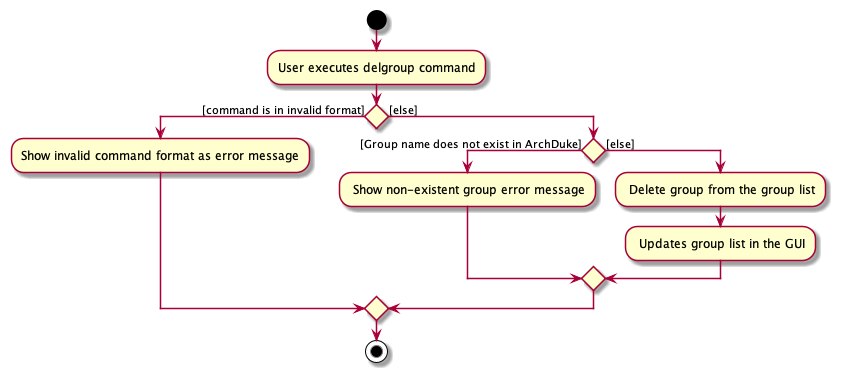 User executes delgroup command
[command is in invalid format]
[else]
Show invalid command format as error message
[Group name does not exist in ArchDuke]
[else]
Show non-existent group error message
Delete group from the group list
Updates group list in the GUI